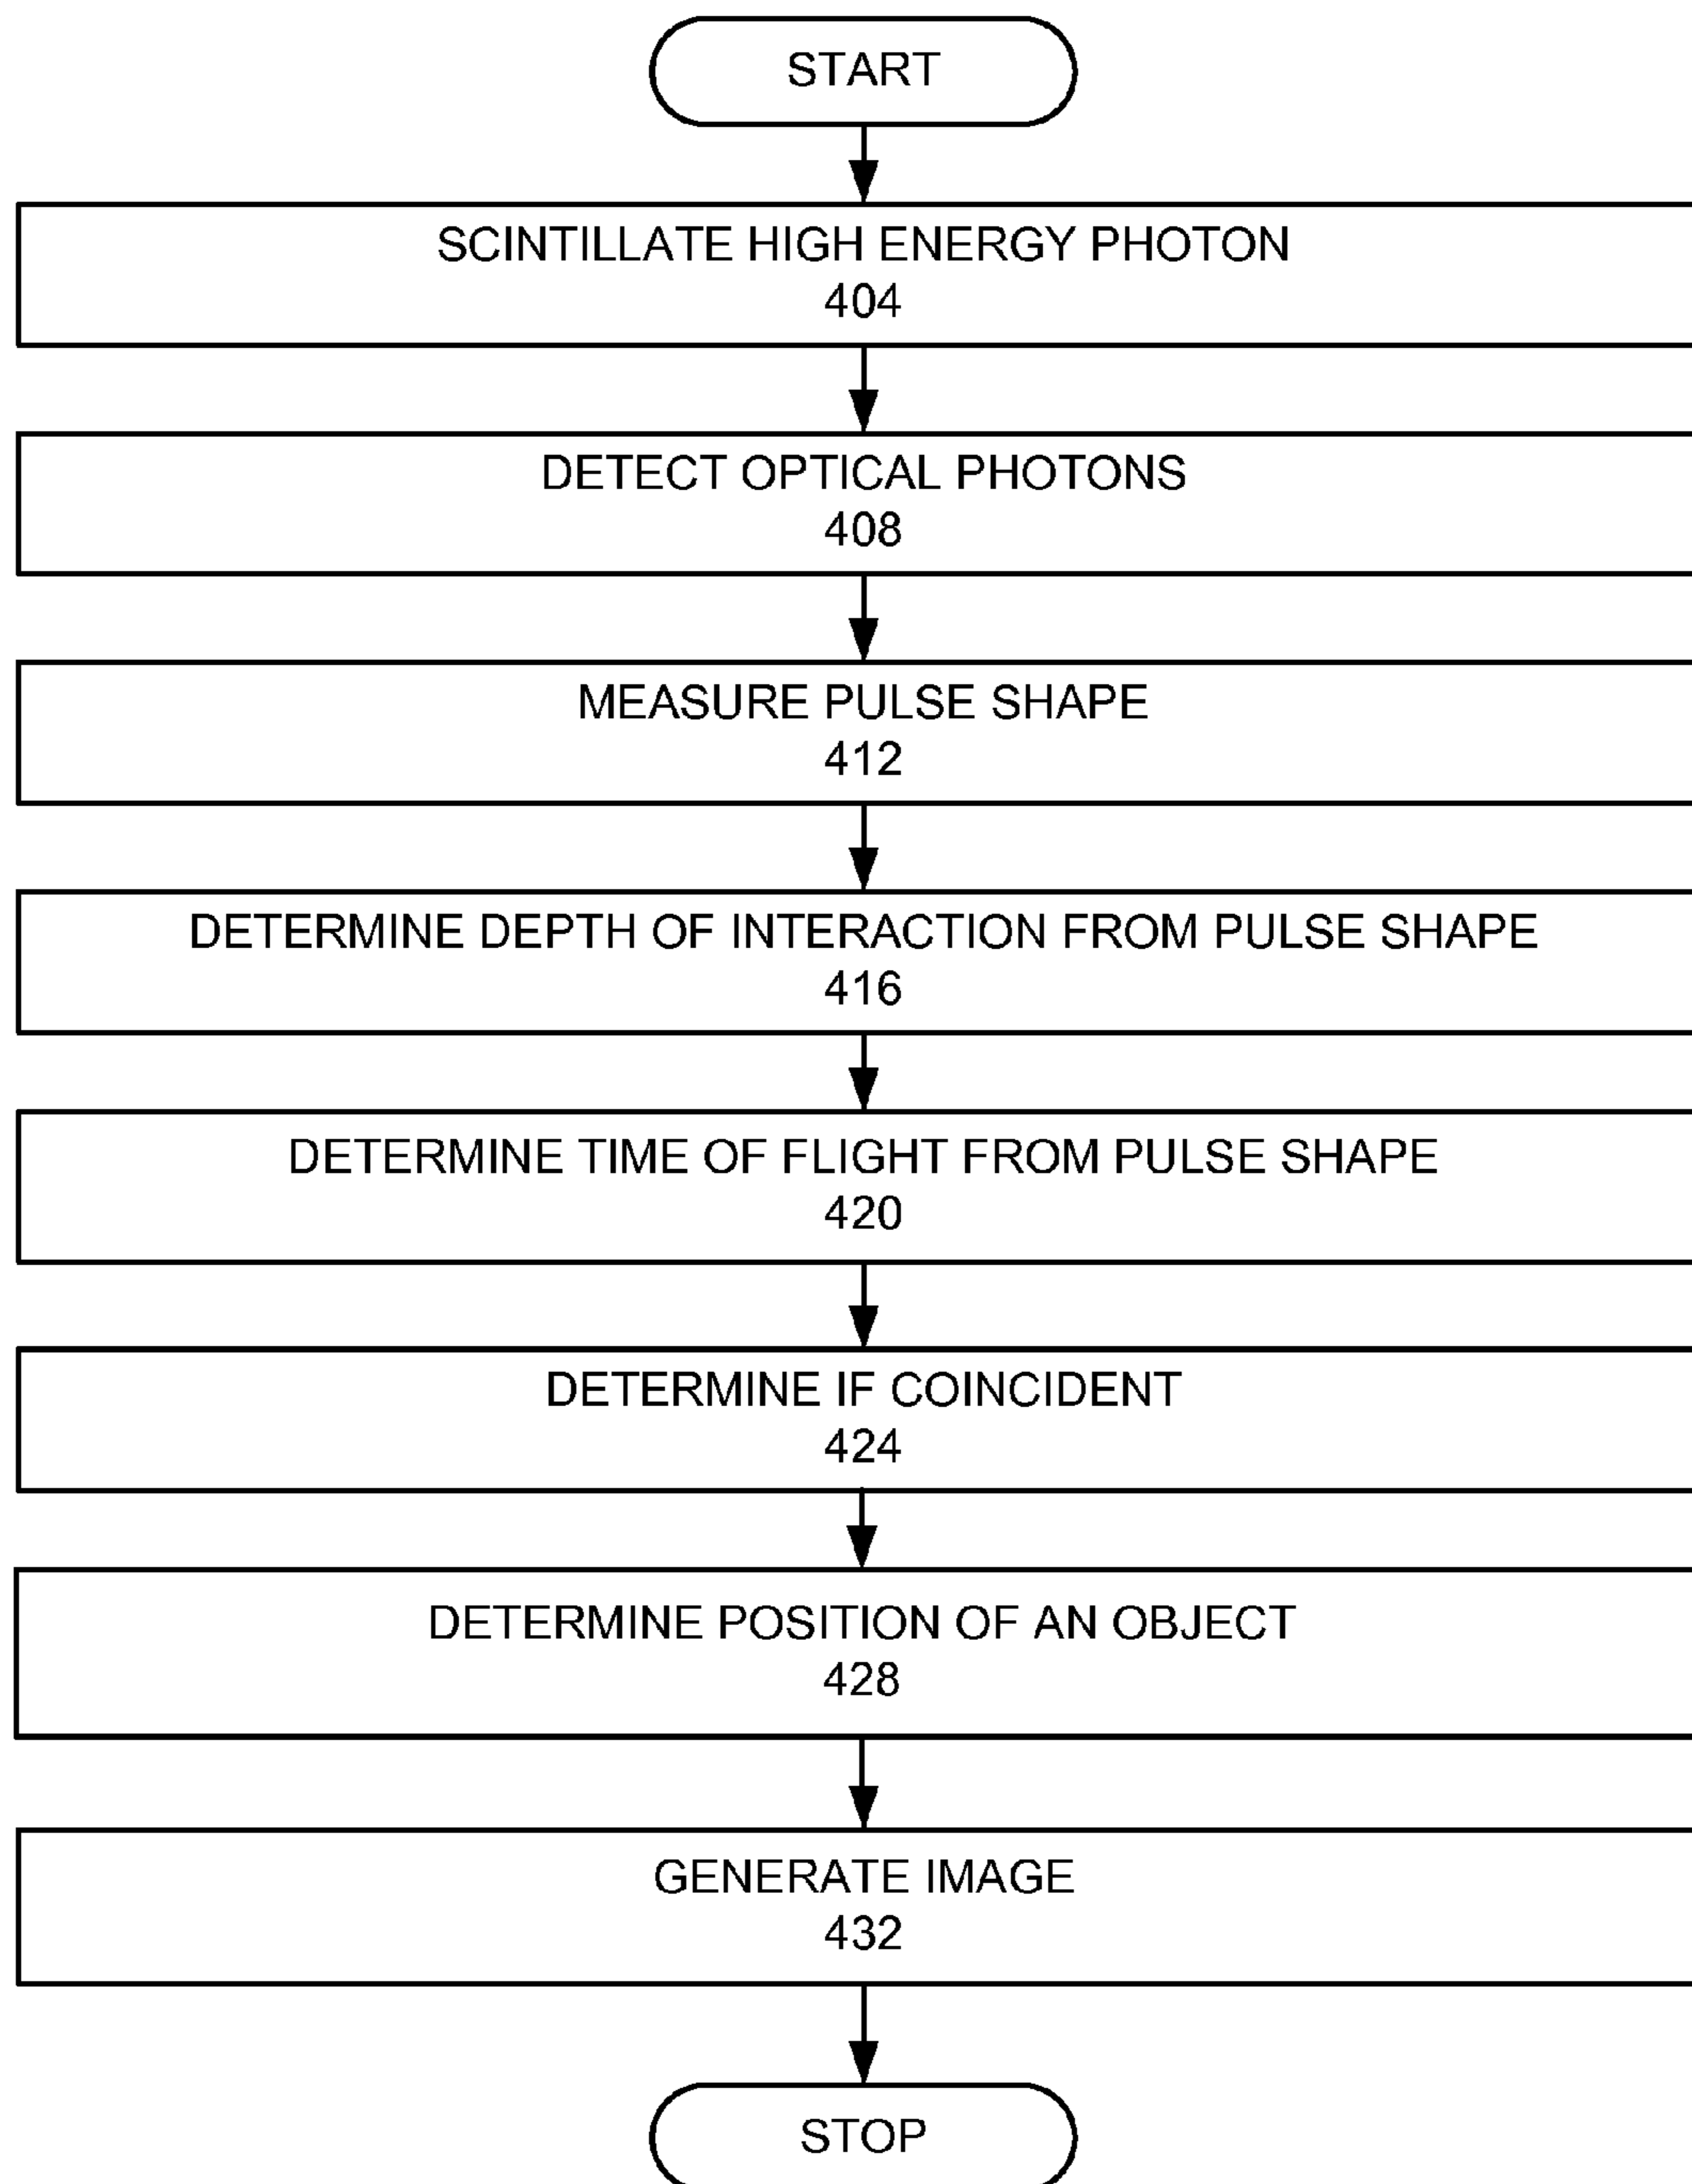 START
SCINTILLATE HIGH ENERGY PHOTON
404
DETECT OPTICAL PHOTONS
408
MEASURE PULSE SHAPE
412
DETERMINE DEPTH OF INTERACTION FROM PULSE SHAPE
416
DETERMINE TIME OF FLIGHT FROM PULSE SHAPE
420
DETERMINE IF COINCIDENT
424
DETERMINE POSITION OF AN OBJECT
428
GENERATE IMAGE
432
STOP